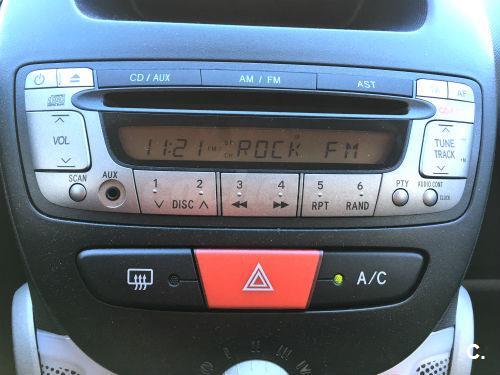 CD / AUX AM / FM AST TA AF
VOL 11:21 ROCK FM TUNE TRACK
SCAN AUX 1 2 3 4 5 6 PTY AUDIO CONT
DISC RPT RAND CLOCK
A/C
C.